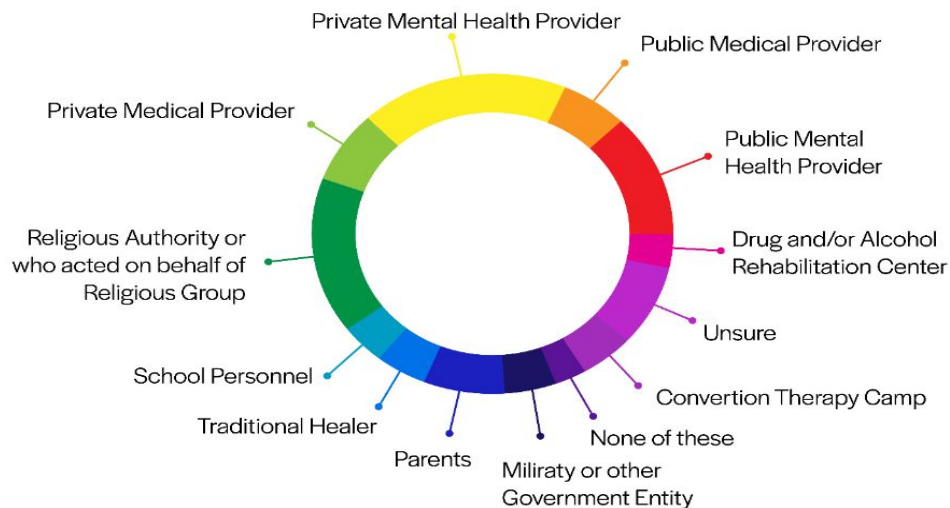 Private Mental Health Provider
Public Medical Provider
Private Medical Provider
Public Mental
Health Provider
Religious Authority or
who acted on behalf of
Religious Group
Drug and/or Alcohol
Rehabilitation Center
Unsure
School Personnel
Convertion Therapy Camp
Traditional Healer
None of these
Parents
Miliraty or other
Government Entity